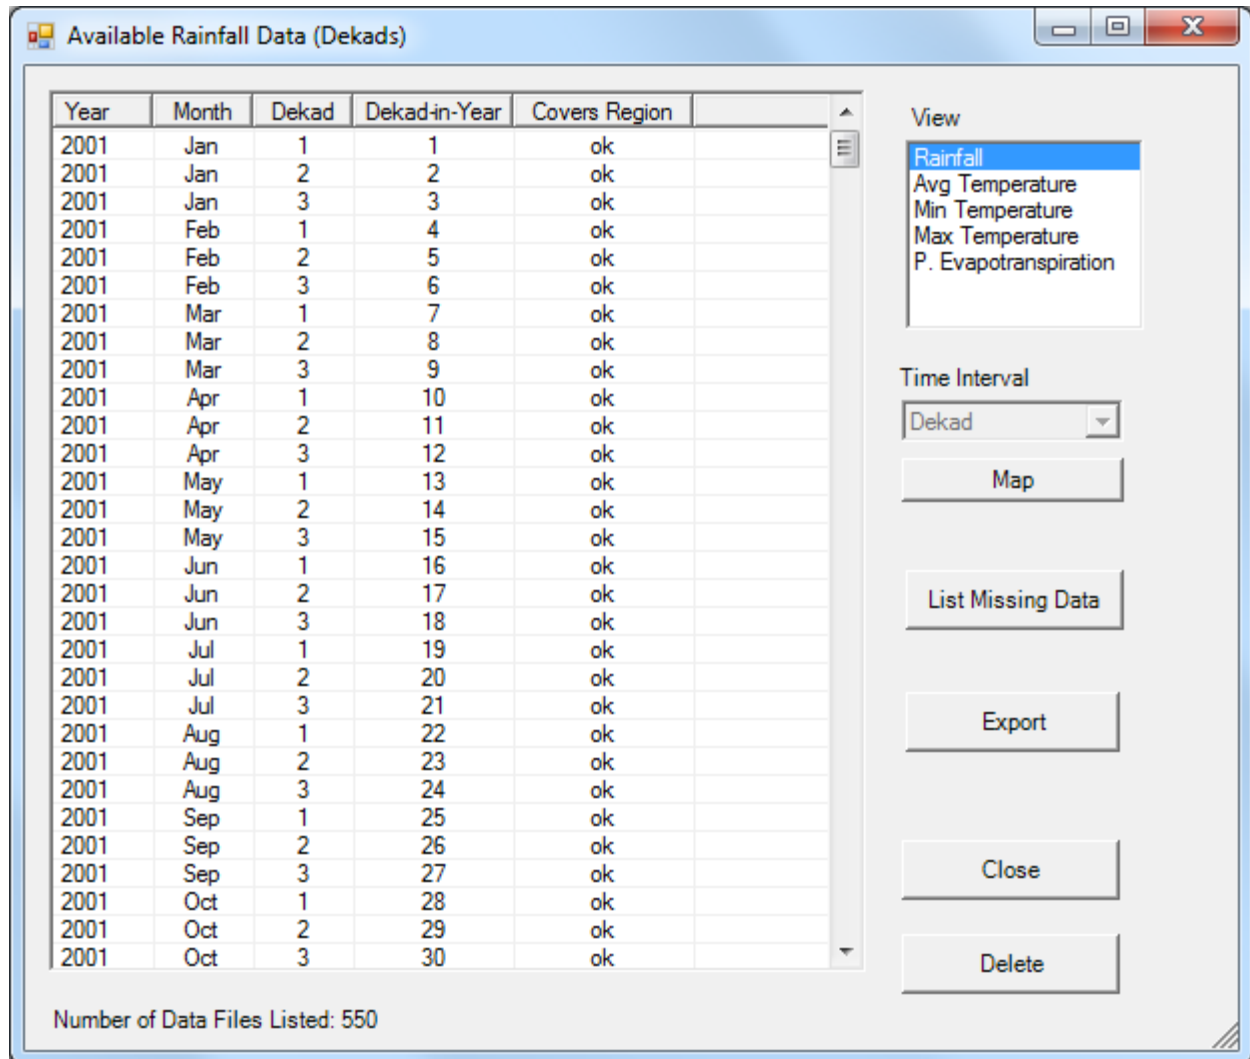 Available Rainfall Data (Dekads)
Year Month Dekad Dekad-in-Year Covers Region
2001 Jan 1 1 ok
2001 Jan 2 2 ok
2001 Jan 3 3 ok
2001 Feb 1 4 ok
2001 Feb 2 5 ok
2001 Feb 3 6 ok
2001 Mar 1 7 ok
2001 Mar 2 8 ok
2001 Mar 3 9 ok
2001 Apr 1 10 ok
2001 Apr 2 11 ok
2001 Apr 3 12 ok
2001 May 1 13 ok
2001 May 2 14 ok
2001 May 3 15 ok
2001 Jun 1 16 ok
2001 Jun 2 17 ok
2001 Jun 3 18 ok
2001 Jul 1 19 ok
2001 Jul 2 20 ok
2001 Jul 3 21 ok
2001 Aug 1 22 ok
2001 Aug 2 23 ok
2001 Aug 3 24 ok
2001 Sep 1 25 ok
2001 Sep 2 26 ok
2001 Sep 3 27 ok
2001 Oct 1 28 ok
2001 Oct 2 29 ok
2001 Oct 3 30 ok
Number of Data Files Listed: 550
View
Rainfall
Avg Temperature
Min Temperature
Max Temperature
P. Evapotranspiration
Time Interval
Dekad
Map
List Missing Data
Export
Close
Delete